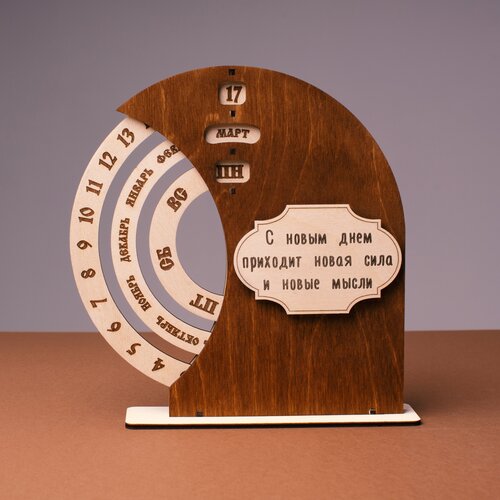 17
МАРТ
ПН
С новым днем
приходит новая сила
и новые мысли
13
12
11
10
9
8
7
6
5
4
ЯНВАРЬ
ДЕКАБРЬ
НОЯБРЬ
ОКТЯБРЬ
ВС
СБ
ПТ